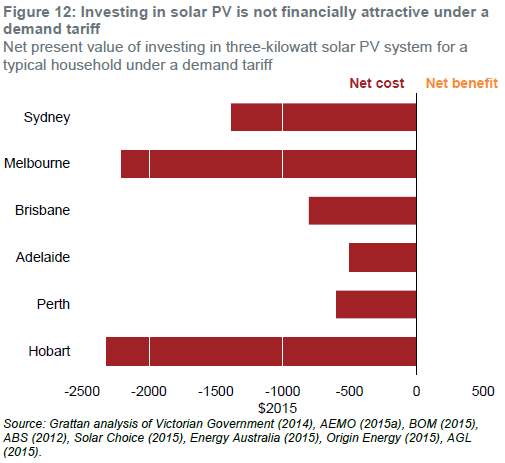 Figure 12: Investing in solar PV is not financially attractive under a
demand tariff
Net present value of investing in three-kilowatt solar PV system for a
typical household under a demand tariff
Net cost Net benefit
Sydney
Melbourne
Brisbane
Adelaide
Perth
Hobart
-2500 -2000 -1500 -1000 -500 0 500
$2015
Source: Grattan analysis of Victorian Government (2014), AEMO (2015a), BOM (2015),
ABS (2012), Solar Choice (2015), Energy Australia (2015), Origin Energy (2015), AGL
(2015).